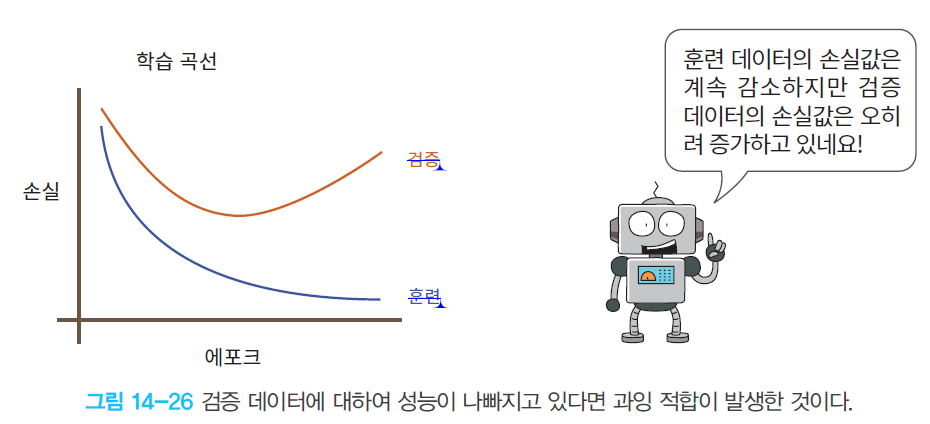 학습 곡선
훈련 데이터의 손실값은
계속 감소하지만 검증
데이터의 손실값은 오히
려 증가하고 있네요!
검증
손실
훈련
에포크
그림 14-26 검증 데이터에 대하여 성능이 나빠지고 있다면 과잉 적합이 발생한 것이다.